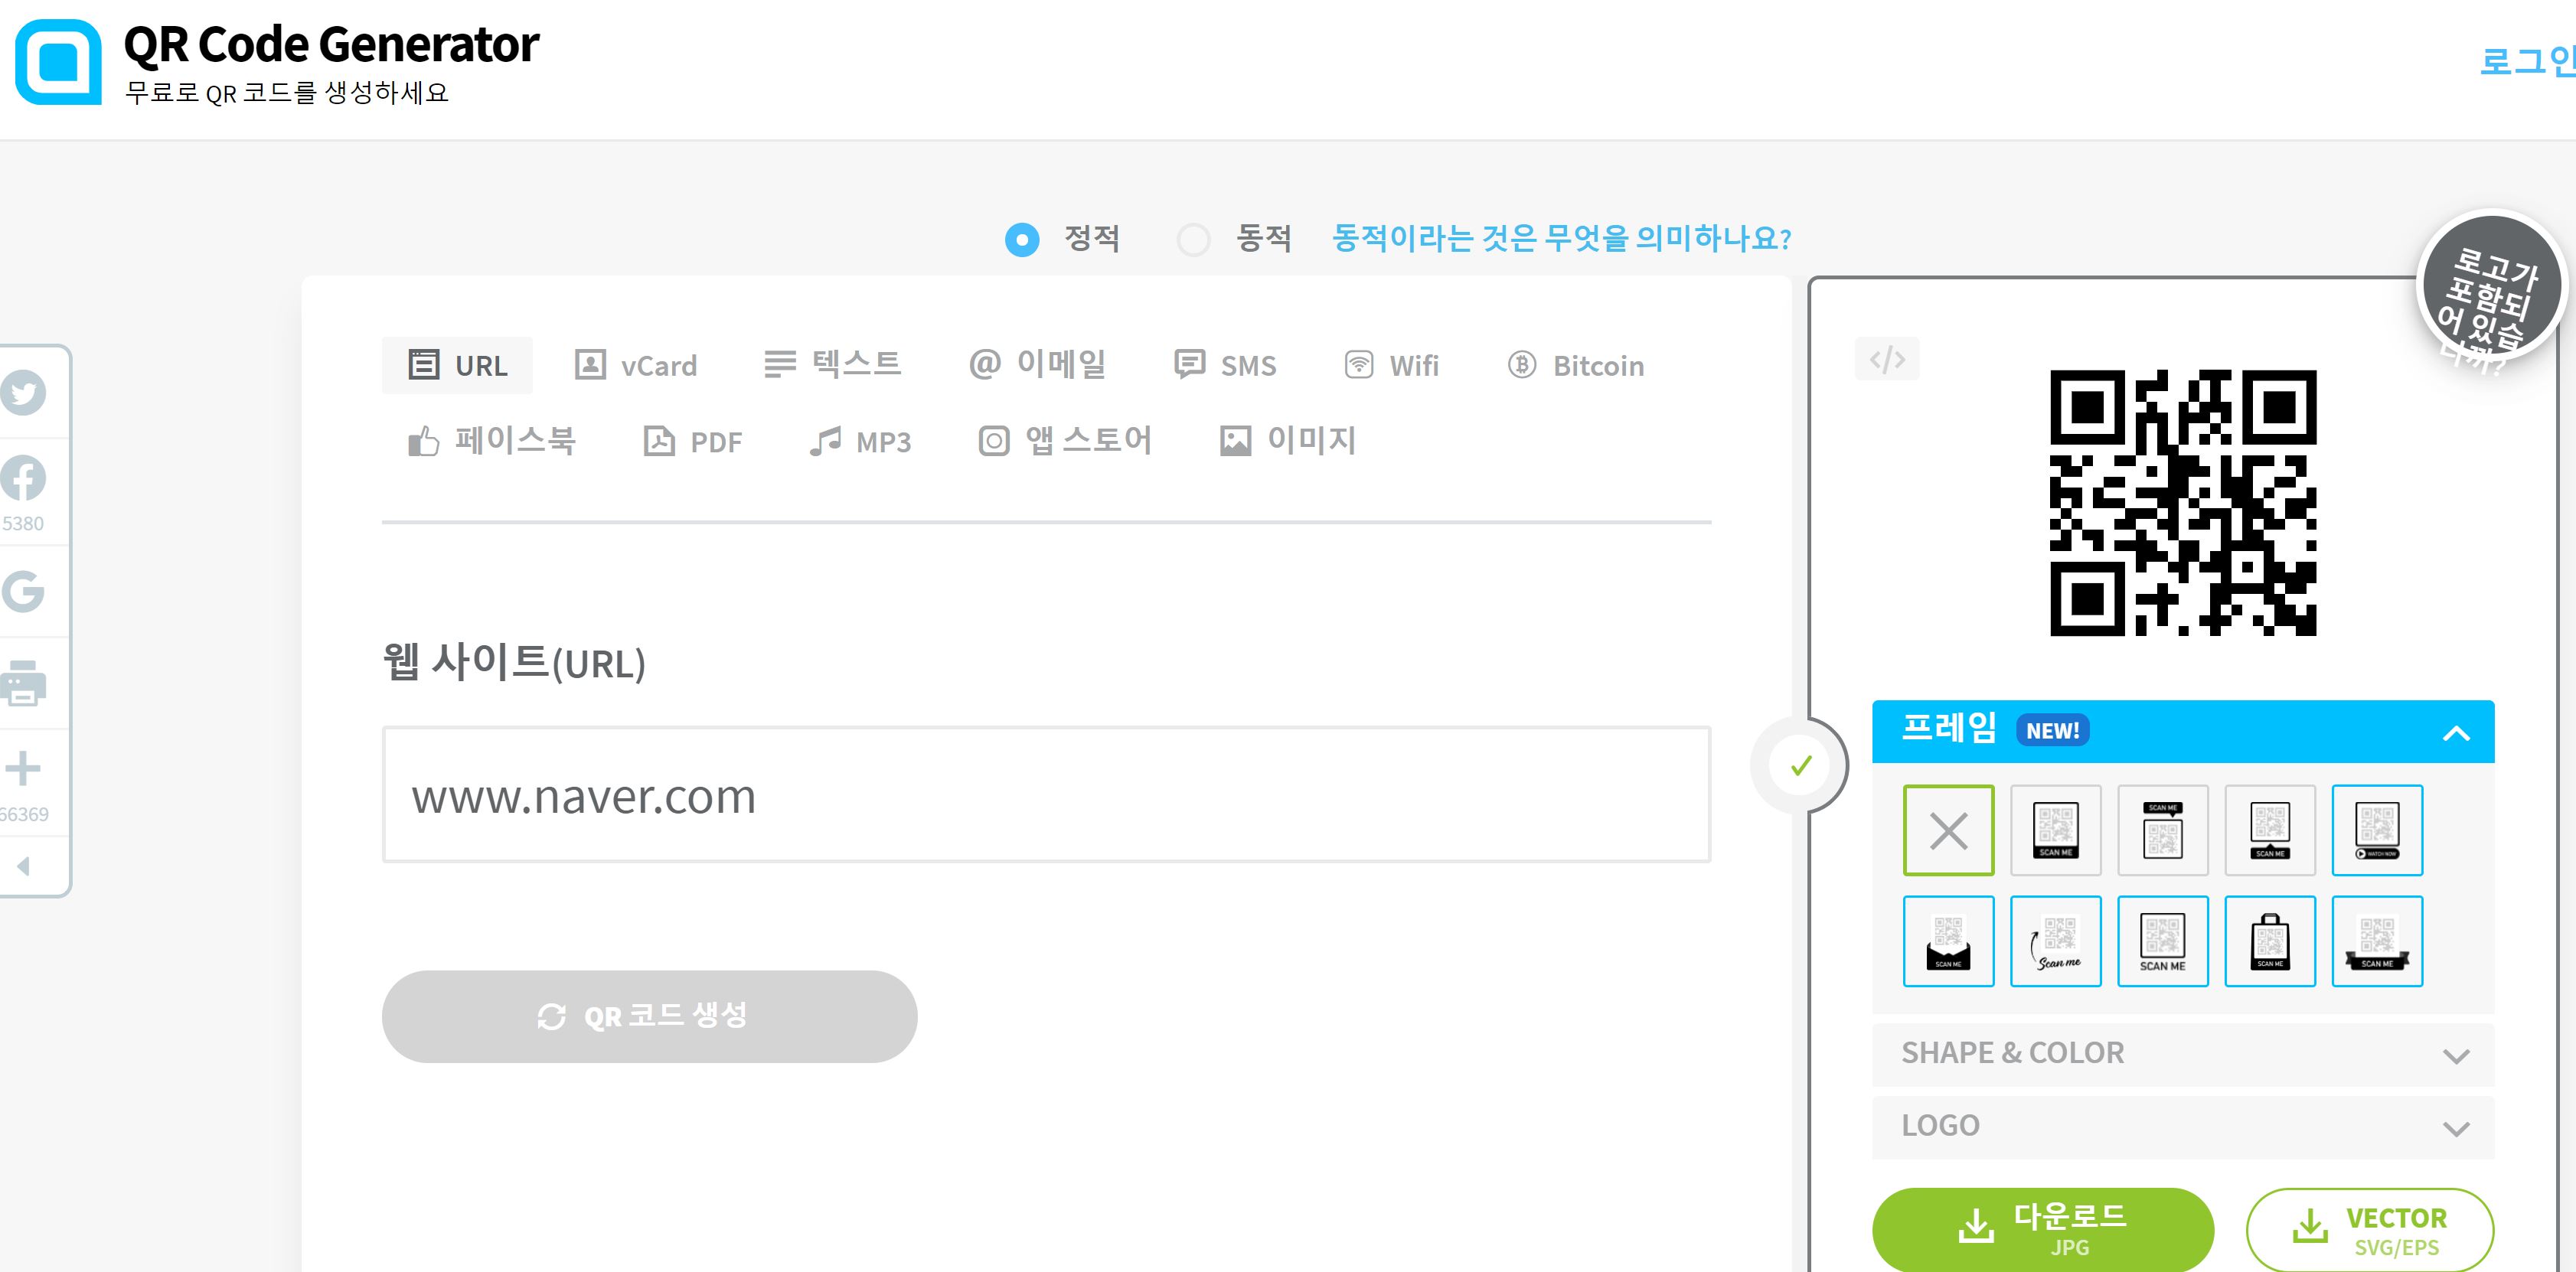 QR Code Generator
무료로 QR 코드를 생성하세요
로그인
정적
동적
동적이라는 것은 무엇을 의미하나요?
로고가
포함되
어 있습
니까?
URL
vCard
텍스트
이메일
SMS
Wifi
Bitcoin
페이스북
PDF
MP3
앱 스토어
이미지
5380
66369
웹 사이트(URL)
www.naver.com
QR 코드 생성
프레임 NEW!
SCAN ME
SCAN ME
SCAN ME
WATCH NOW
SCAN ME
Scan me
SCAN ME
SCAN ME
SCAN ME
SHAPE & COLOR
LOGO
다운로드
JPG
VECTOR
SVG/EPS